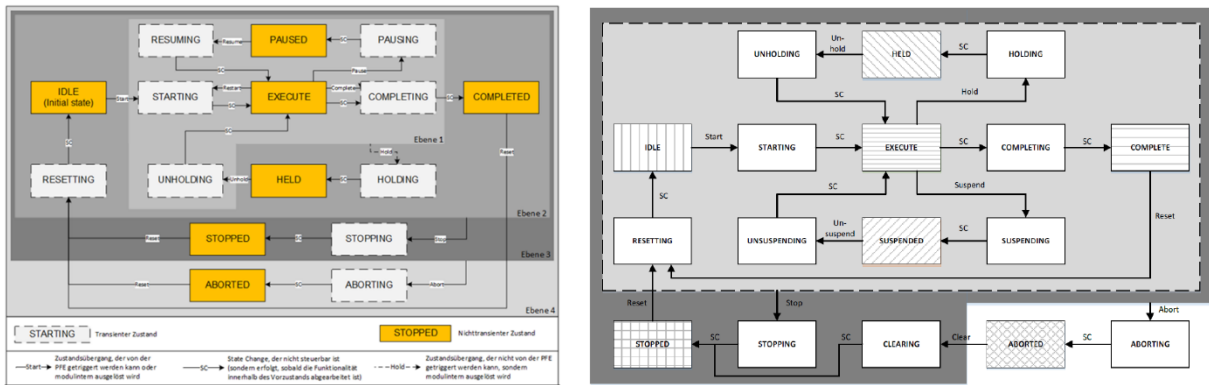 RESUMING
Resume
PAUSED
SC
PAUSING
SC
Pause
IDLE
(Initial state)
Start
STARTING
Restart
SC
EXECUTE
Complete
SC
COMPLETING
SC
COMPLETED
SC
Ebene 1
Hold
Reset
RESETTING
UNHOLDING
Unhold
HELD
SC
HOLDING
Ebene 2
Reset
STOPPED
SC
STOPPING
Stop
Ebene 3
Reset
ABORTED
SC
ABORTING
Abort
Ebene 4
STARTING
Transienter Zustand
STOPPED
Nichttransienter Zustand
Start
Zustandsübergang, der von der
PFE getriggert werden kann oder
modulintern ausgelöst wird
SC
State Change, der nicht steuerbar ist
(sondern erfolgt, sobald die Funktionalität
innerhalb des Vorzustands abgearbeitet ist)
Hold
Zustandsübergang, der nicht von der PFE
getriggert werden kann, sondern
modulintern ausgelöst wird
UNHOLDING
Un-
hold
HELD
SC
HOLDING
SC
Hold
IDLE
Start
STARTING
SC
EXECUTE
SC
COMPLETING
SC
COMPLETE
SC
SC
Suspend
Reset
RESETTING
UNSUSPENDING
Un-
suspend
SUSPENDED
SC
SUSPENDING
Reset
Stop
Abort
STOPPED
SC
STOPPING
SC
CLEARING
Clear
ABORTED
SC
ABORTING